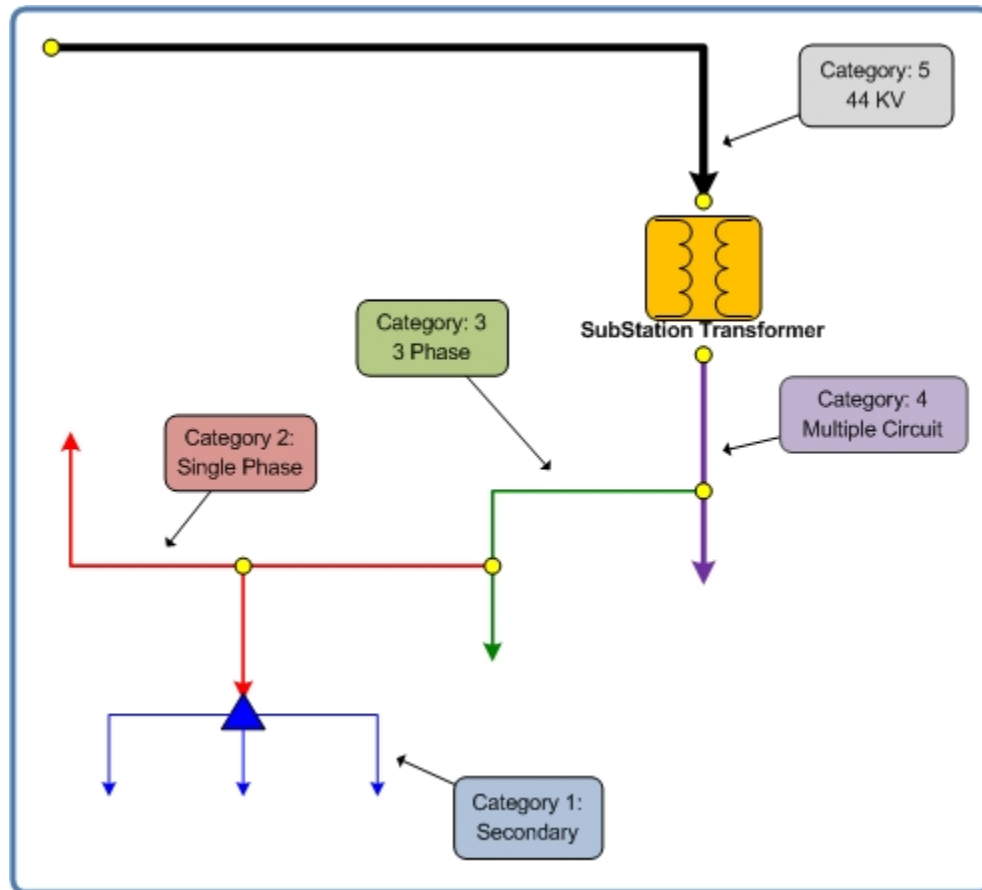 Category: 5
44 KV
SubStation Transformer
Category: 3
3 Phase
Category: 4
Multiple Circuit
Category 2:
Single Phase
Category 1:
Secondary